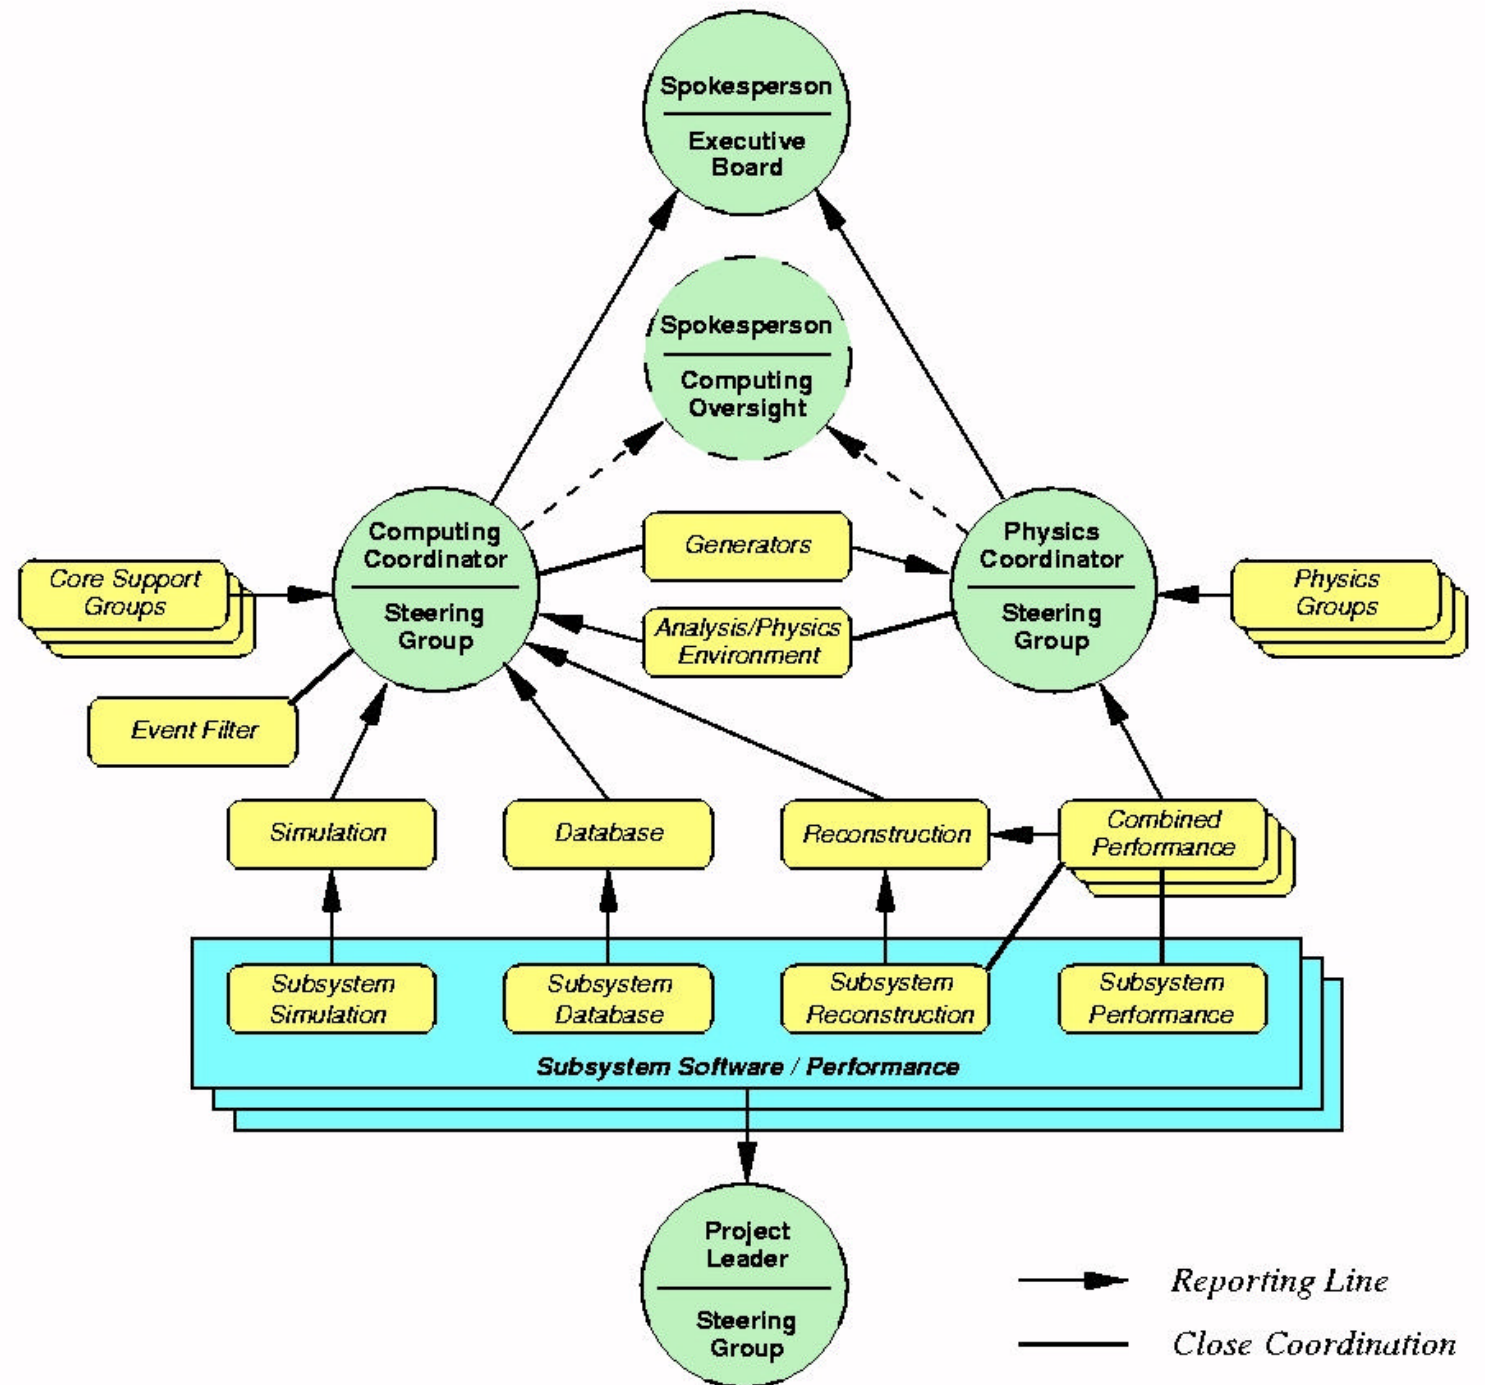 Spokesperson
Executive
Board
Spokesperson
Computing
Oversight
Computing
Coordinator
Steering
Group
Generators
Analysis/Physics
Environment
Physics
Coordinator
Steering
Group
Core Support
Groups
Physics
Groups
Event Filter
Simulation
Database
Reconstruction
Combined
Performance
Subsystem
Simulation
Subsystem
Database
Subsystem
Reconstruction
Subsystem
Performance
Subsystem Software / Performance
Project
Leader
Steering
Group
Reporting Line
Close Coordination